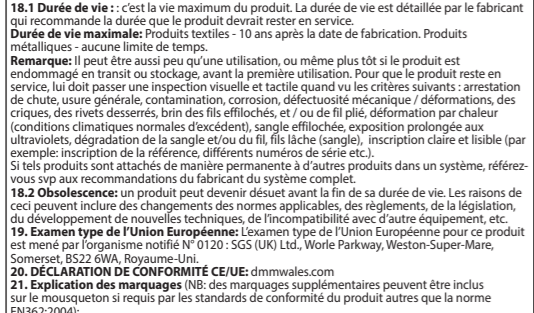 18.1 Durée de vie : : c'est la vie maximum du produit. La durée de vie est détaillée par le fabricant
qui recommande la durée que le produit devrait rester en service.
Durée de vie maximale: Produits textiles - 10 ans après la date de fabrication. Produits
métalliques - aucune limite de temps.
Remarque: Il peut être aussi peu qu'une utilisation, ou même plus tôt si le produit est
endommagé en transit ou stockage, avant la première utilisation. Pour que le produit reste en
service, lui doit passer une inspection visuelle et tactile quand vu les critères suivants : arrestation
de chute, usure générale, contamination, corrosion, défectuosité mécanique / déformations, des
criques, des rivets desserrés, brin des fils effilochés, et / ou de fil plié, déformation par chaleur
(conditions climatiques normales d'excédent), sangle effilochée, exposition prolongée aux
ultraviolets, dégradation de la sangle et/ou du fil, fils lâche (sangle),  inscription claire et lisible (par
exemple: inscription de la référence, différents numéros de série etc.).
Si tels produits sont attachés de manière permanente à d'autres produits dans un système, référez-
vous svp aux recommandations du fabricant du système complet.
18.2 Obsolescence: un produit peut devenir désuet avant la fin de sa durée de vie. Les raisons de
ceci peuvent inclure des changements des normes applicables, des règlements, de la législation,
du développement de nouvelles techniques, de l'incompatibilité avec d'autre équipement, etc.
19. Examen type de l'Union Européenne: L'examen type de l'Union Européenne pour ce produit
est mené par l'organisme notifié N° 0120 : SGS (UK) Ltd., Worle Parkway, Weston-Super-Mare,
Somerset, BS22 6WA, Royaume-Uni.
20. DÉCLARATION DE CONFORMITÉ CE/UE: dmmwales.com
21. Explication des marquages (NB: des marquages supplémentaires peuvent être inclus
sur le mousqueton si requis par les standards de conformité du produit autres que la norme
EN362:2004):